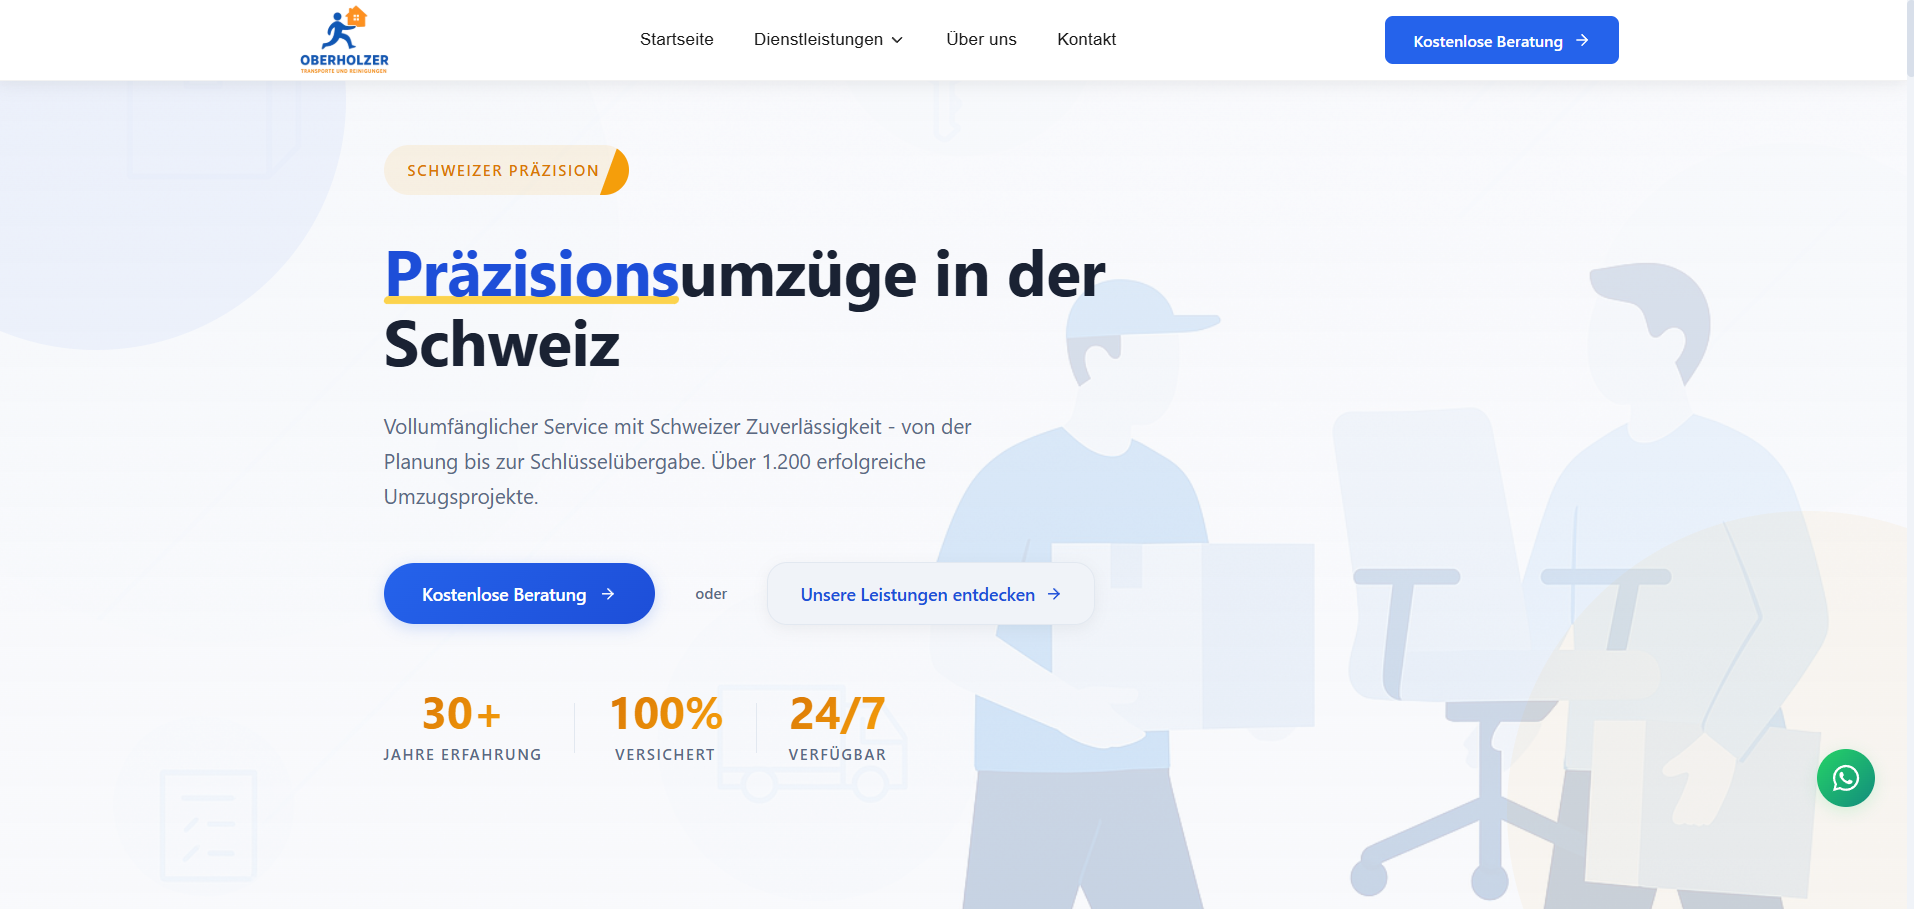 OBERHOLZER
TRANSPORTE UND REINIGUNGEN
Startseite
Dienstleistungen
Über uns
Kontakt
Kostenlose Beratung
SCHWEIZER PRÄZISION
Präzisionsumzüge in der
Schweiz
Vollumfänglicher Service mit Schweizer Zuverlässigkeit - von der
Planung bis zur Schlüsselübergabe. Über 1.200 erfolgreiche
Umzugsprojekte.
Kostenlose Beratung
oder
Unsere Leistungen entdecken
30+
JAHRE ERFAHRUNG
100%
VERSICHERT
24/7
VERFÜGBAR